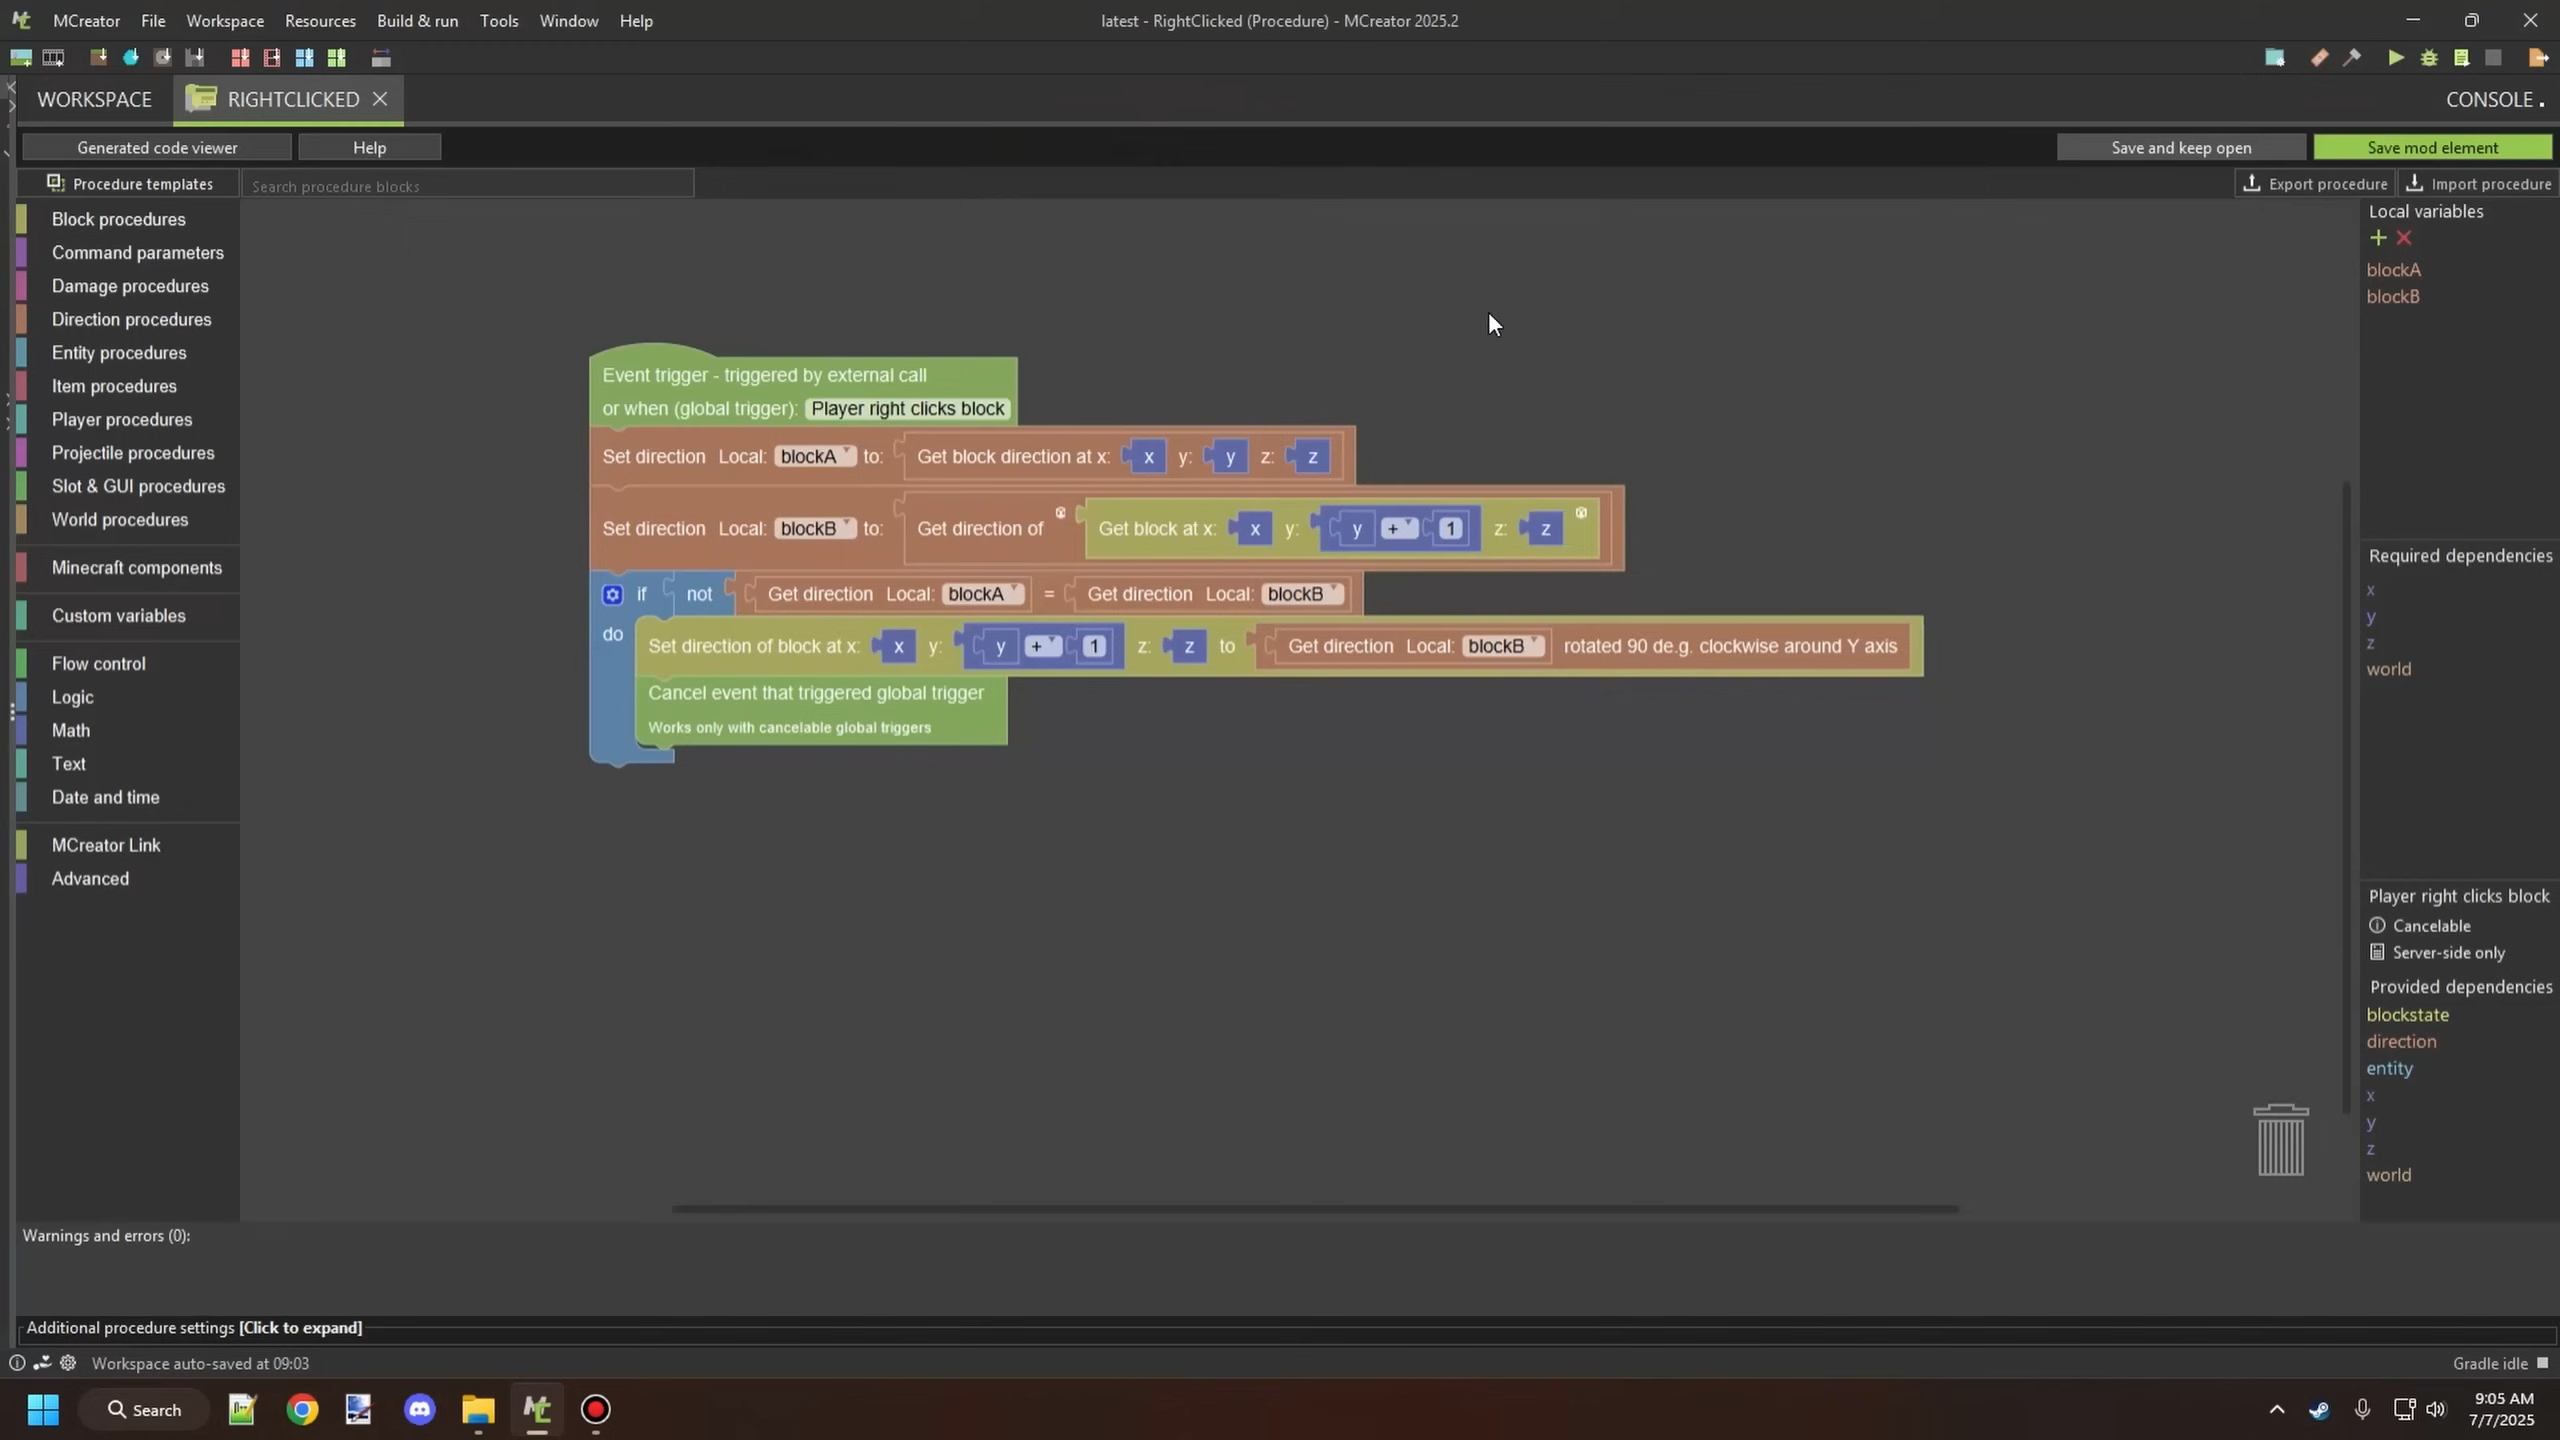 MCreator File Workspace Resources Build & run Tools Window Help
latest - RightClicked (Procedure) - MCreator 2025.2
WORKSPACE
RIGHTCLICKED
CONSOLE
Generated code viewer
Help
Save and keep open
Save mod element
Procedure templates
Search procedure blocks
Export procedure
Import procedure
Block procedures
Command parameters
Damage procedures
Direction procedures
Entity procedures
Item procedures
Player procedures
Projectile procedures
Slot & GUI procedures
World procedures
Minecraft components
Custom variables
Flow control
Logic
Math
Text
Date and time
MCreator Link
Advanced
Event trigger - triggered by external call
or when (global trigger): Player right clicks block
Set direction Local: blockA to: Get block direction at x: x y: y z: z
Set direction Local: blockB to: Get direction of Get block at x: x y: y + 1 z: z
if not Get direction Local: blockA = Get direction Local: blockB
do Set direction of block at x: x y: y + 1 z: z to Get direction Local: blockB rotated 90 de.g. clockwise around Y axis
Cancel event that triggered global trigger
Works only with cancelable global triggers
Local variables
blockA
blockB
Required dependencies
x
y
z
world
Player right clicks block
Cancelable
Server-side only
Provided dependencies
blockstate
direction
entity
x
y
z
world
Warnings and errors (0):
Additional procedure settings [Click to expand]
Workspace auto-saved at 09:03
Gradle idle
Search
9:05 AM
7/7/2025